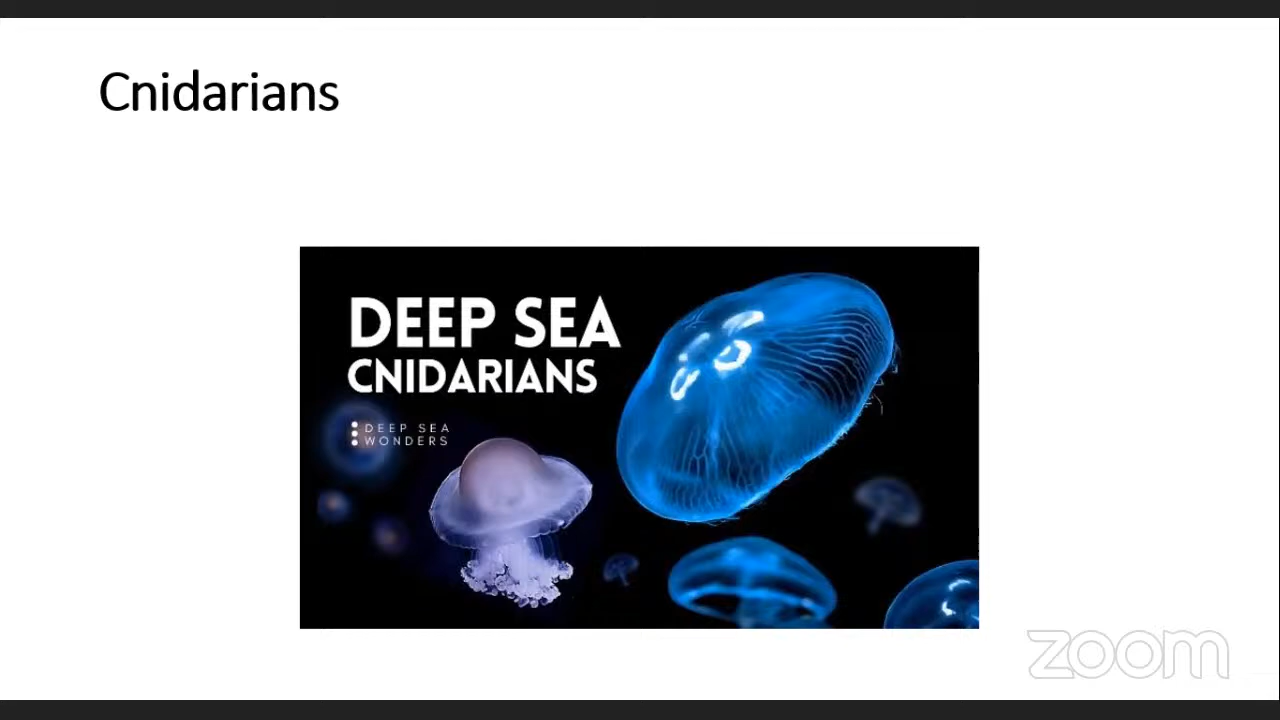 Cnidarians
DEEP SEA
CNIDARIANS
DEEP SEA
WONDERS
zoom